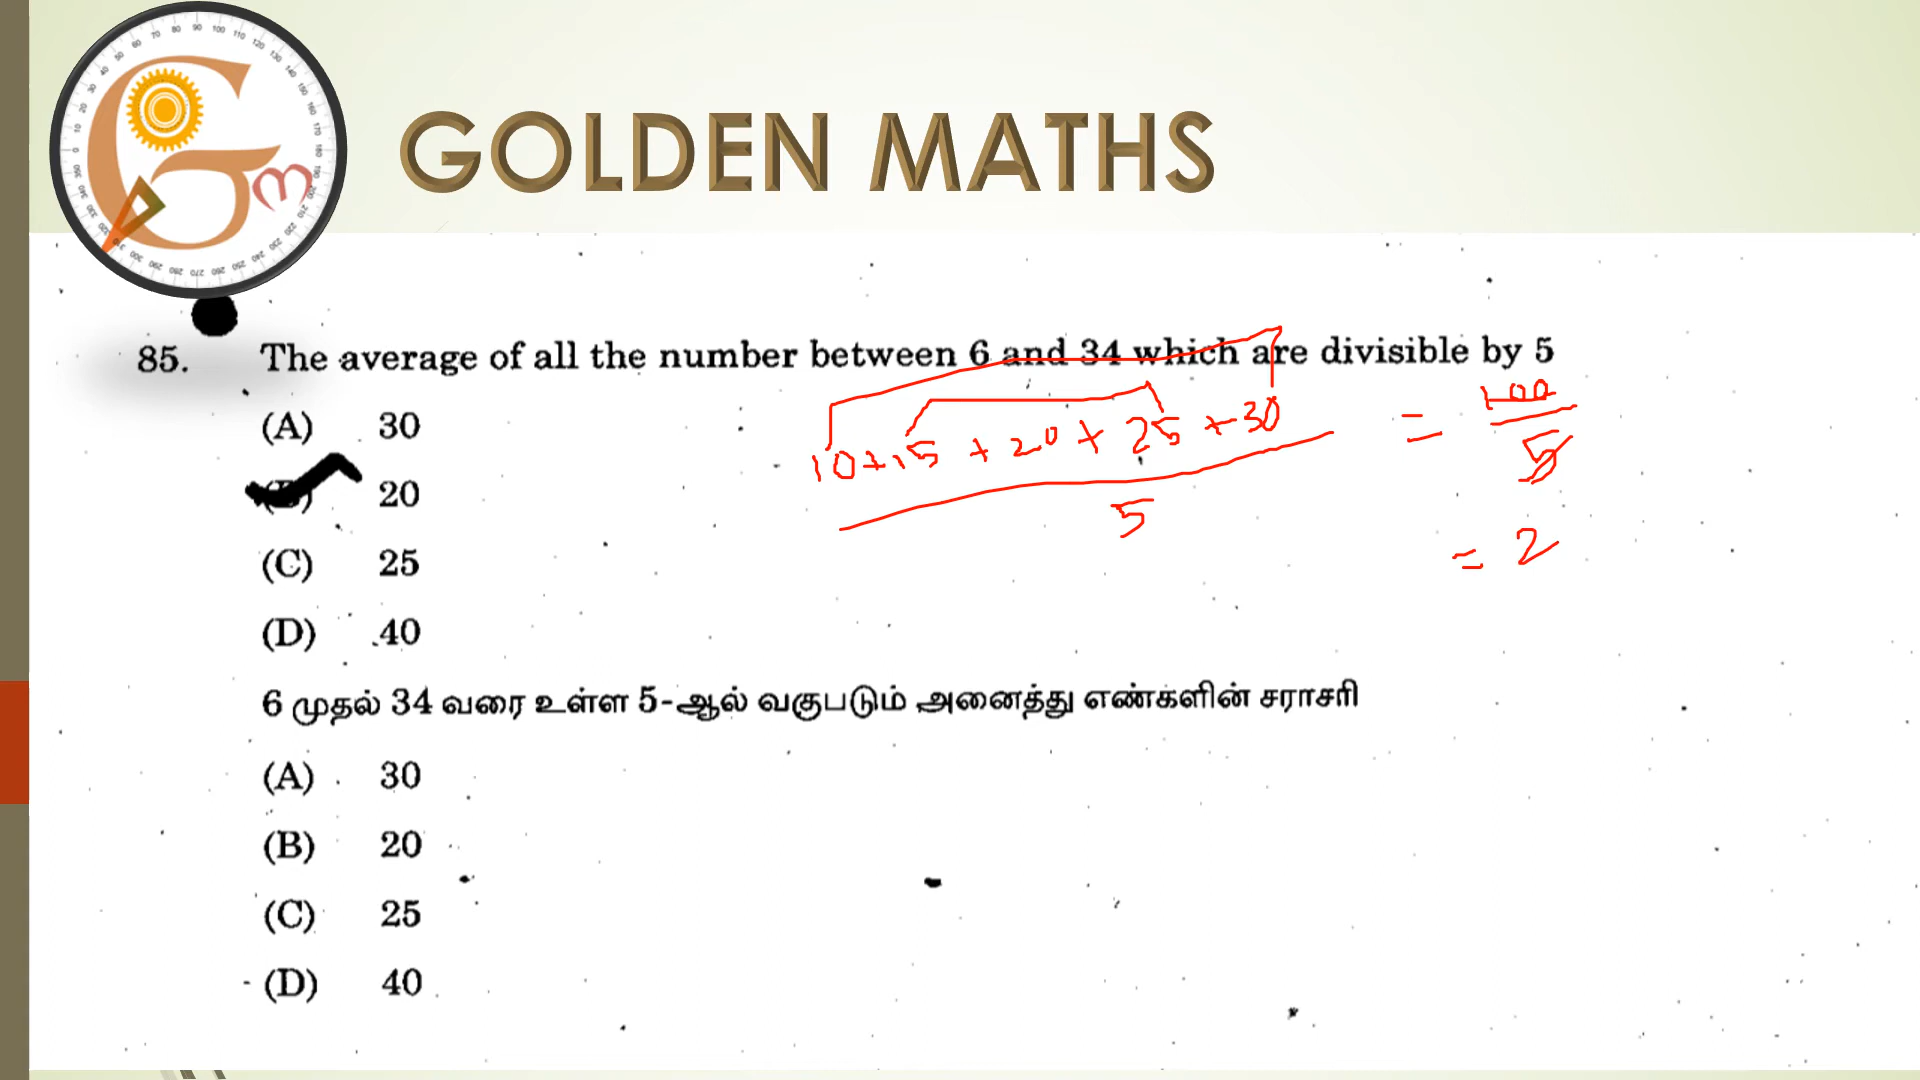 GOLDEN MATHS
85. The average of all the number between 6 and 34 which are divisible by 5
(A) 30
20
(C) 25
(D) 40
10+15 + 20 + 25 + 30 = 100
5 5
= 2
6 முதல் 34 வரை உள்ள 5-ஆல் வகுபடும் அனைத்து எண்களின் சராசரி
(A) 30
(B) 20
(C) 25
(D) 40